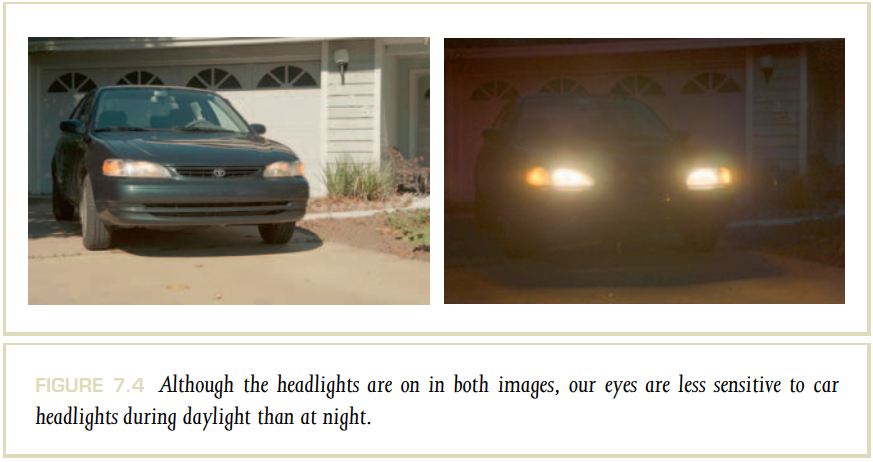 FIGURE 7.4 Although the headlights are on in both images, our eyes are less sensitive to car
headlights during daylight than at night.